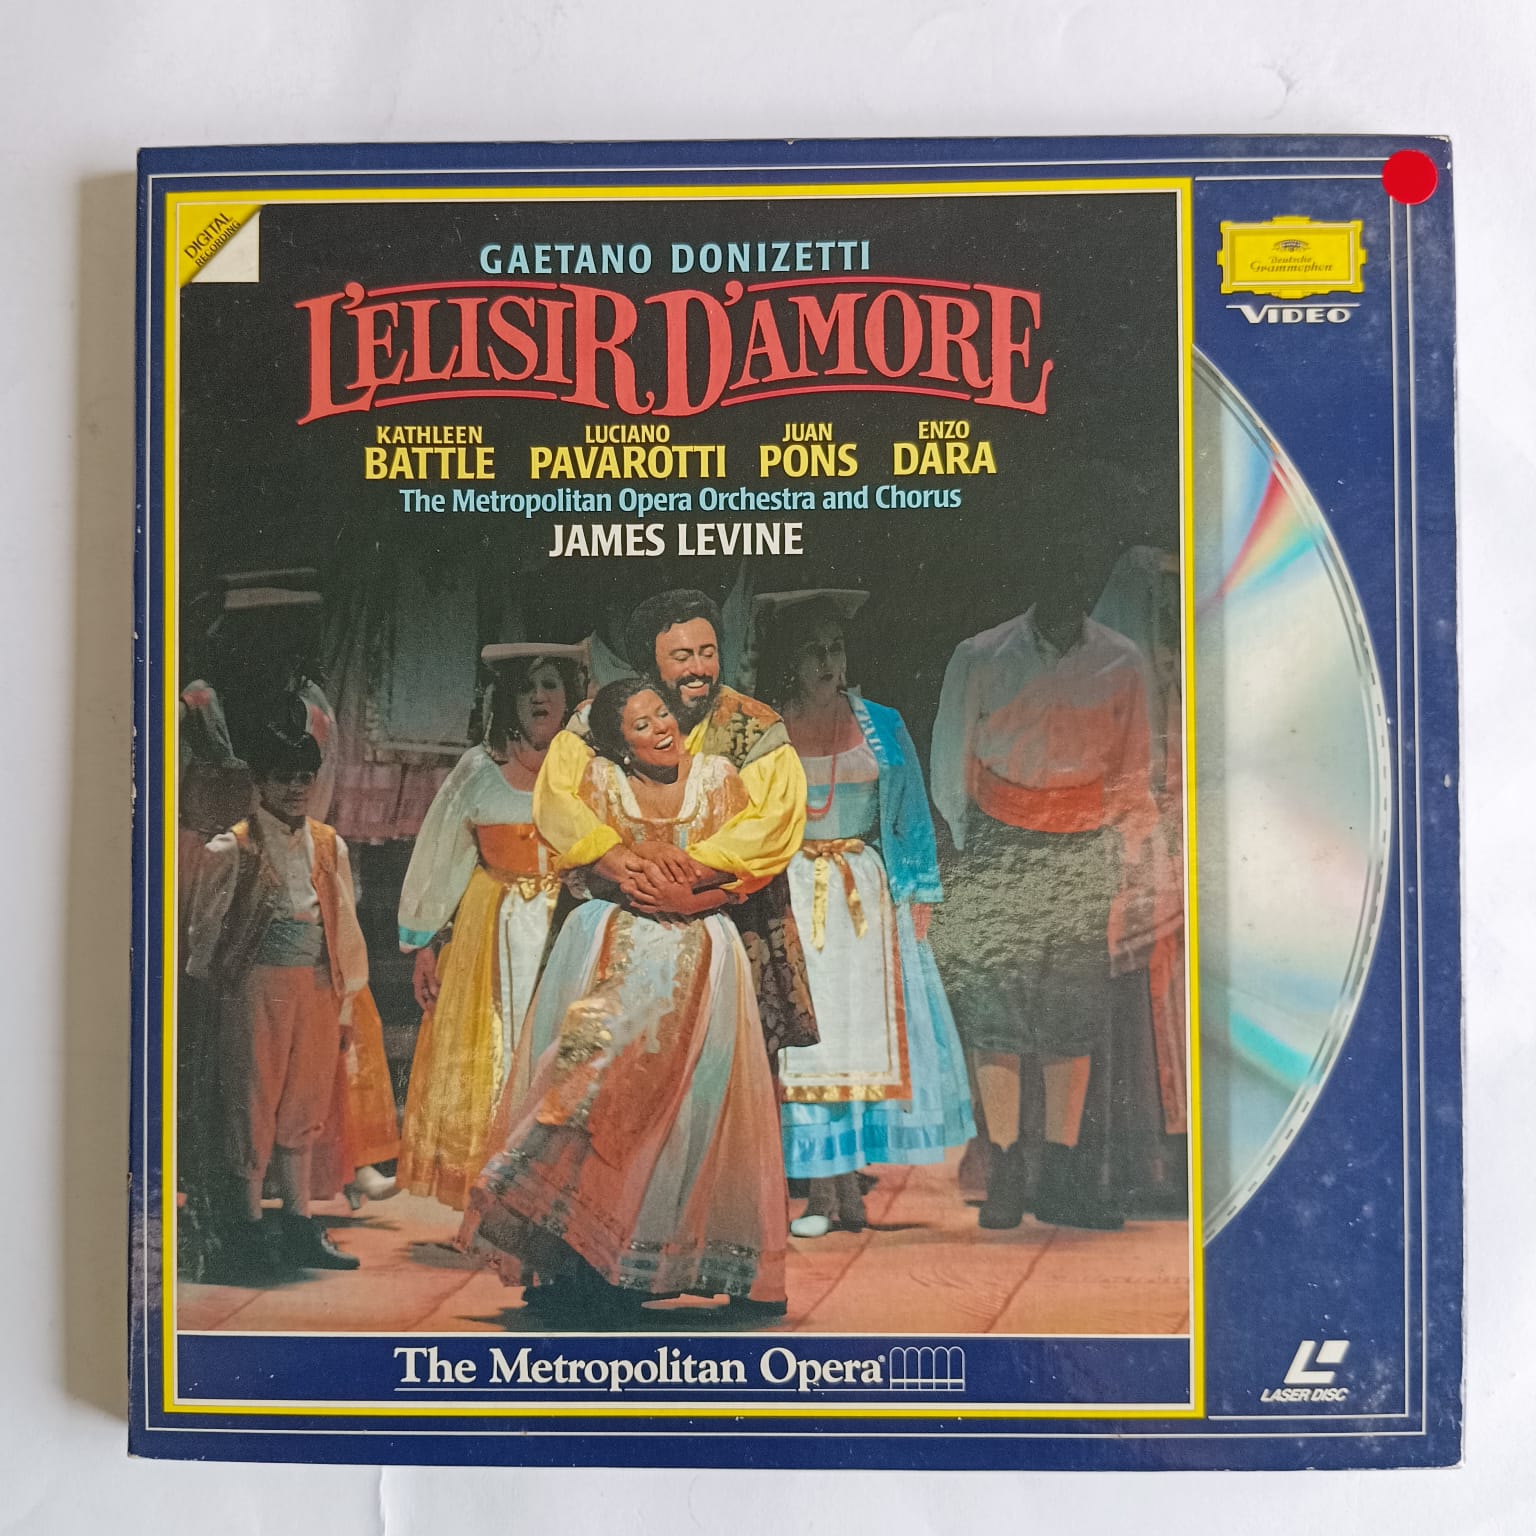 DIGITAL
RECORDING
GAETANO DONIZETTI
L'ELISIR D'AMORE
KATHLEEN BATTLE
LUCIANO PAVAROTTI
JUAN PONS
ENZO DARA
The Metropolitan Opera Orchestra and Chorus
JAMES LEVINE
Deutsche
Grammophon
VIDEO
The Metropolitan Opera®
LASER DISC